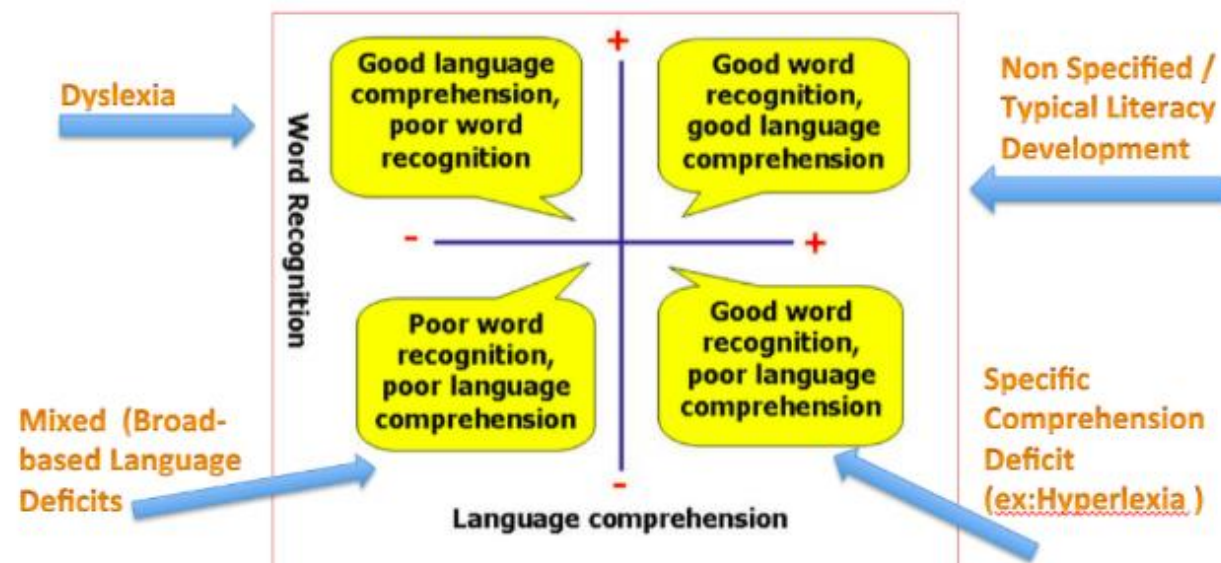 Dyslexia
Good language
comprehension,
poor word
recognition
+
Good word
recognition,
good language
comprehension
Non Specified /
Typical Literacy
Development
Word Recognition
-
+
Poor word
recognition,
poor language
comprehension
Good word
recognition,
poor language
comprehension
Mixed (Broad-
based Language
Deficits
Specific
Comprehension
Deficit
(ex:Hyperlexia )
-
Language comprehension